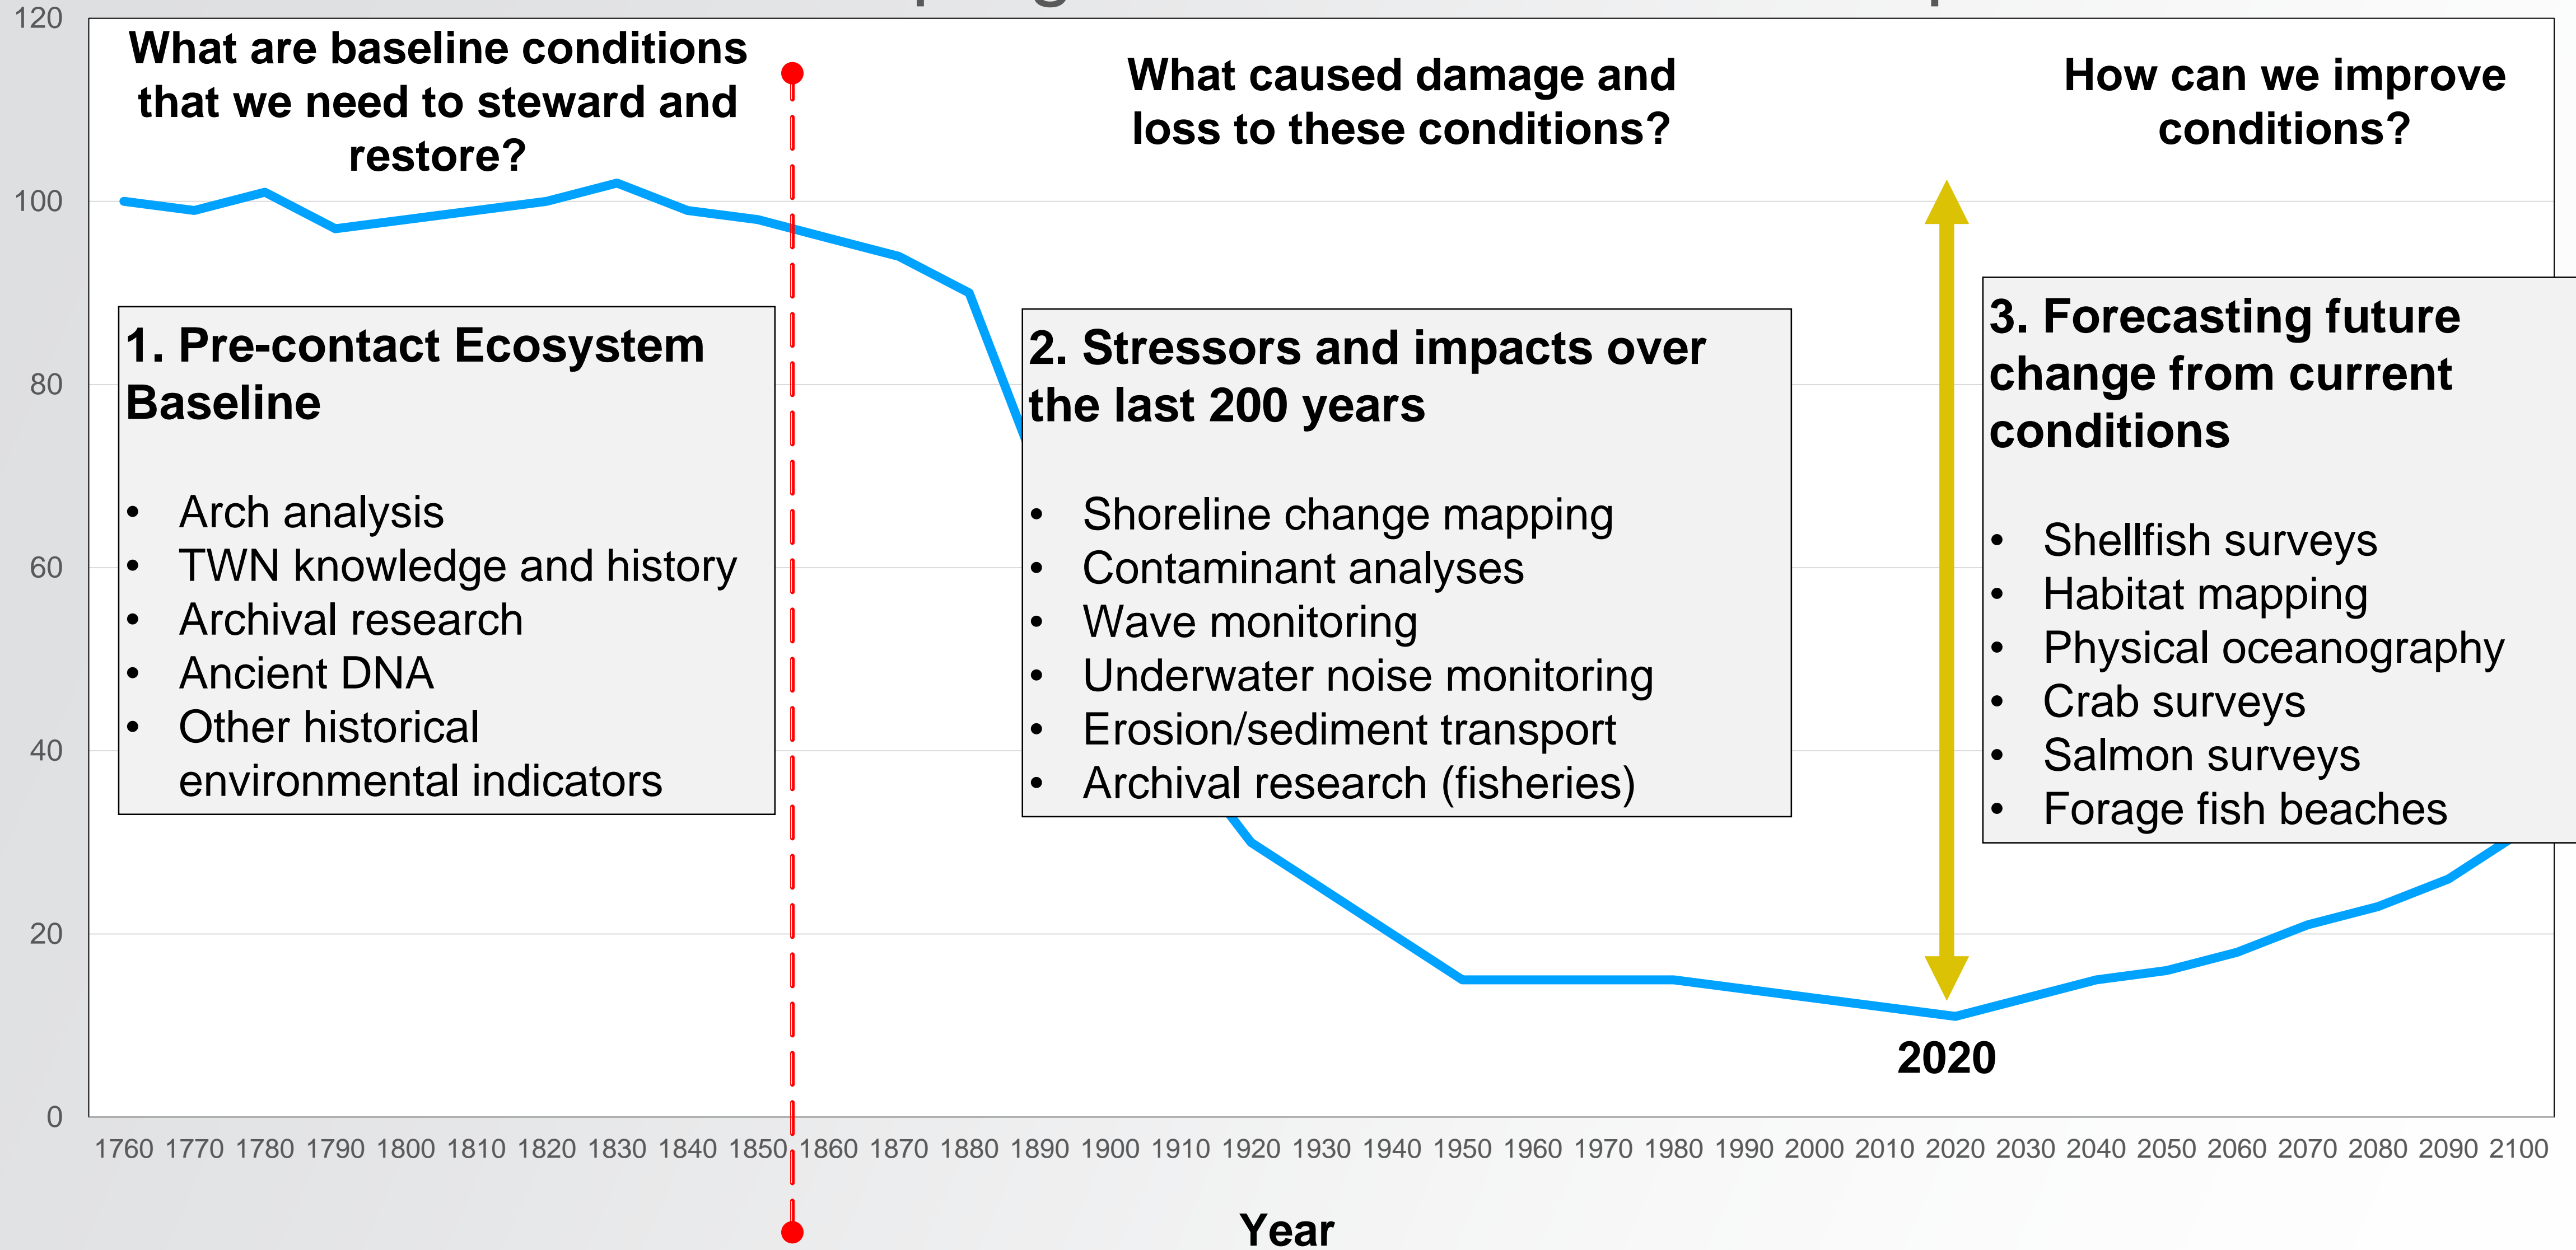 120
100
80
60
40
20
0
What are baseline conditions
that we need to steward and
restore?
What caused damage and
loss to these conditions?
How can we improve
conditions?
1. Pre-contact Ecosystem
Baseline
• Arch analysis
• TWN knowledge and history
• Archival research
• Ancient DNA
• Other historical
environmental indicators
2. Stressors and impacts over
the last 200 years
• Shoreline change mapping
• Contaminant analyses
• Wave monitoring
• Underwater noise monitoring
• Erosion/sediment transport
• Archival research (fisheries)
3. Forecasting future
change from current
conditions
• Shellfish surveys
• Habitat mapping
• Physical oceanography
• Crab surveys
• Salmon surveys
• Forage fish beaches
2020
1760 1770 1780 1790 1800 1810 1820 1830 1840 1850 1860 1870 1880 1890 1900 1910 1920 1930 1940 1950 1960 1970 1980 1990 2000 2010 2020 2030 2040 2050 2060 2070 2080 2090 2100
Year